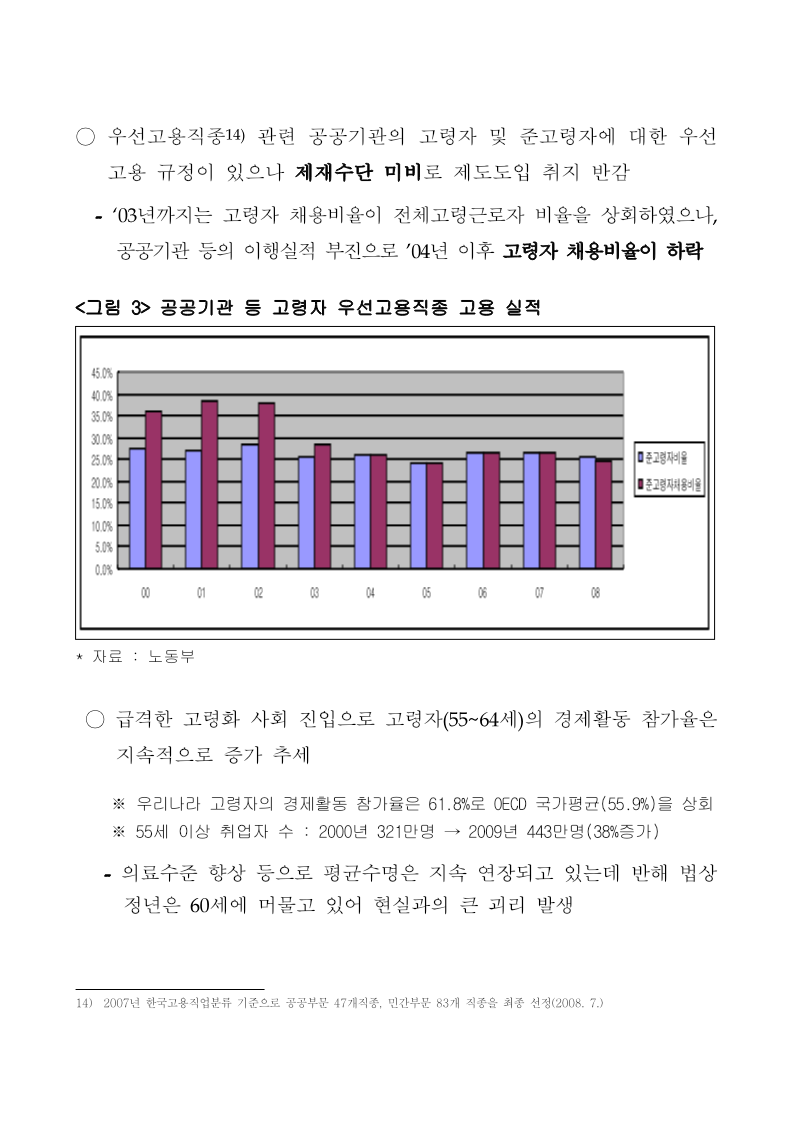 ○ 우선고용직종14) 관련 공공기관의 고령자 및 준고령자에 대한 우선
고용 규정이 있으나 제재수단 미비로 제도도입 취지 반감
- ‘03년까지는 고령자 채용비율이 전체고령근로자 비율을 상회하였으나,
공공기관 등의 이행실적 부진으로 ’04년 이후 고령자 채용비율이 하락
<그림 3> 공공기관 등 고령자 우선고용직종 고용 실적
45.0%
40.0%
35.0%
30.0%
25.0%
20.0%
15.0%
10.0%
5.0%
0.0%
00 01 02 03 04 05 06 07 08
준고령자비율
준고령자채용비율
* 자료 : 노동부
○ 급격한 고령화 사회 진입으로 고령자(55~64세)의 경제활동 참가율은
지속적으로 증가 추세
※ 우리나라 고령자의 경제활동 참가율은 61.8%로 OECD 국가평균(55.9%)을 상회
※ 55세 이상 취업자 수 : 2000년 321만명 → 2009년 443만명(38%증가)
- 의료수준 향상 등으로 평균수명은 지속 연장되고 있는데 반해 법상
정년은 60세에 머물고 있어 현실과의 큰 괴리 발생
14) 2007년 한국고용직업분류 기준으로 공공부문 47개직종, 민간부문 83개 직종을 최종 선정(2008. 7.)